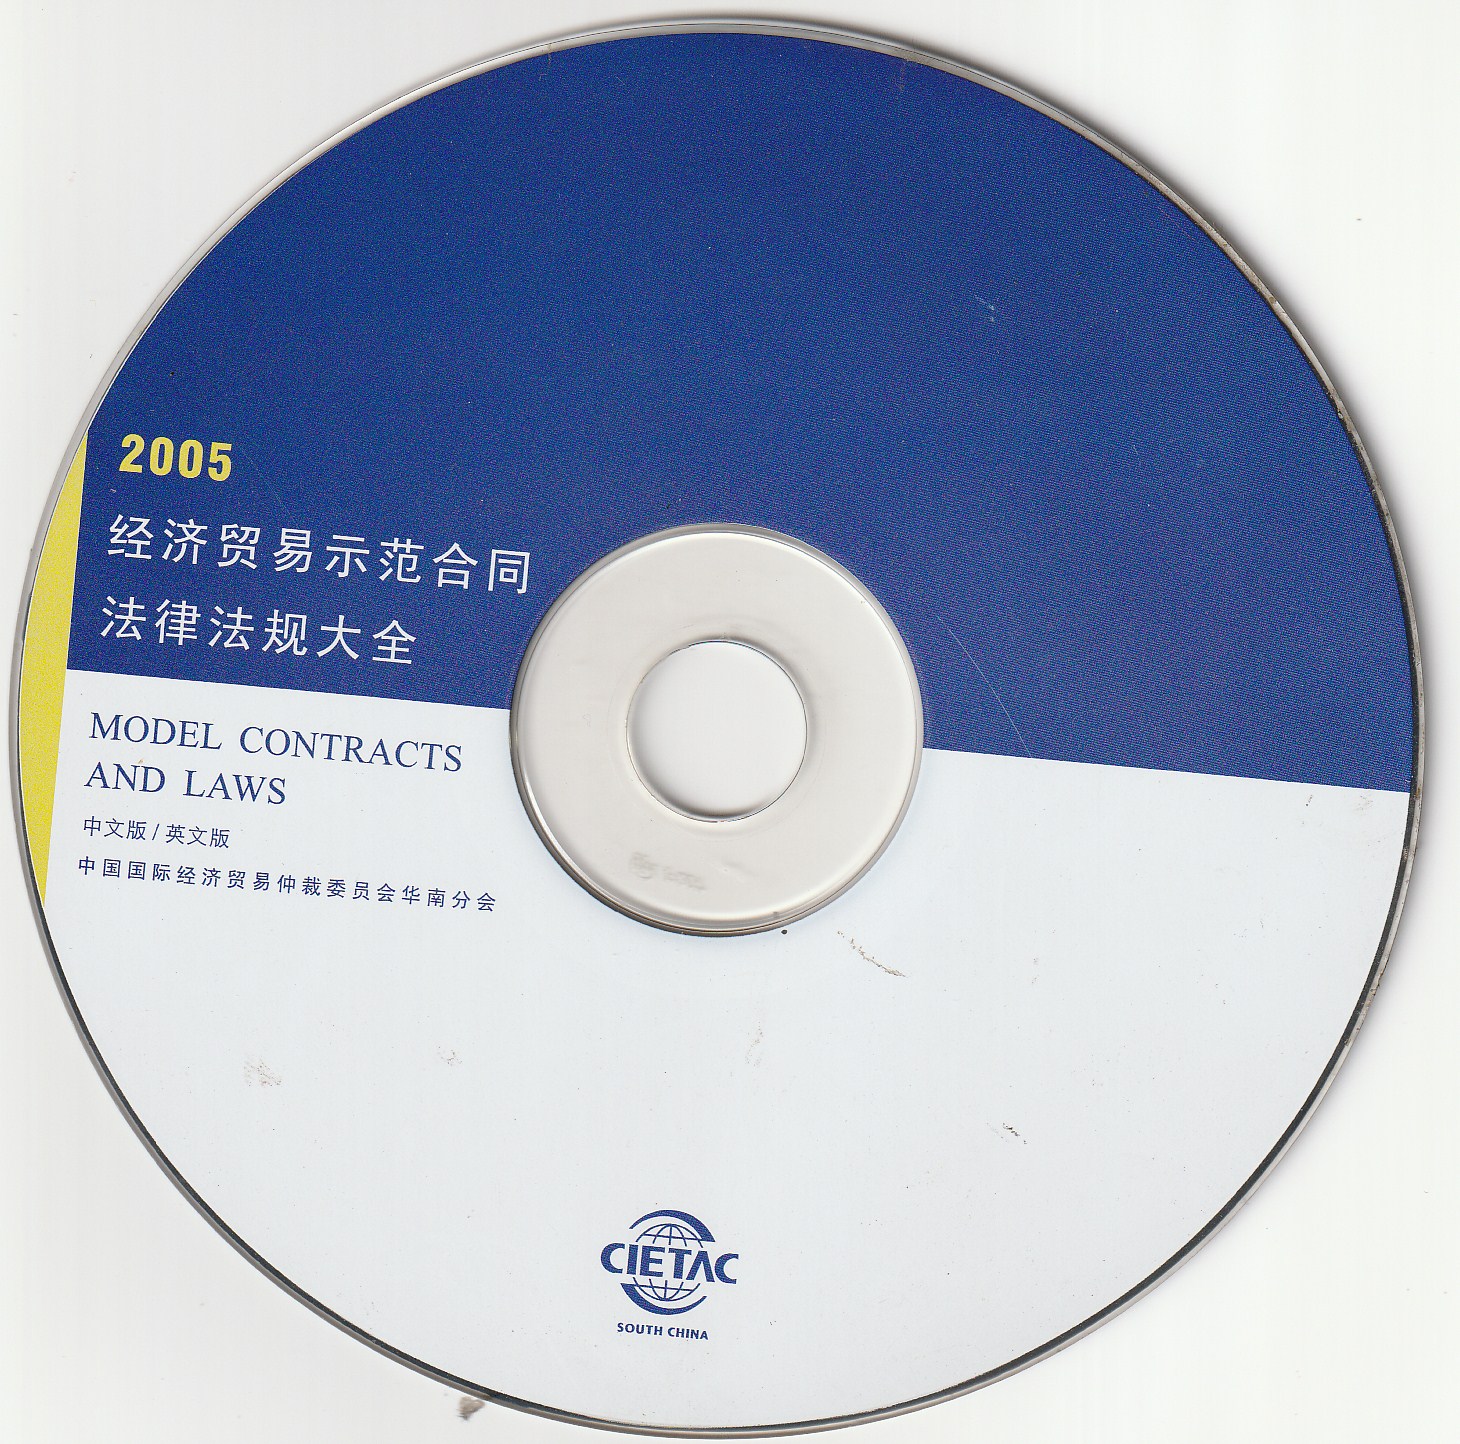 2005
经济贸易示范合同
法律法规大全
MODEL CONTRACTS
AND LAWS
中文版 / 英文版
中国国际经济贸易仲裁委员会华南分会
CIETAC
SOUTH CHINA